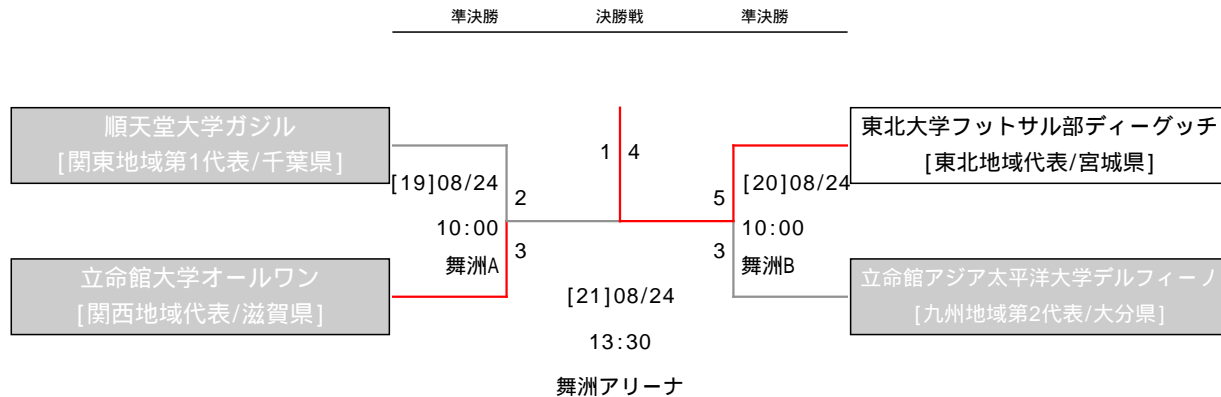 準決勝 決勝戦 準決勝
順天堂大学ガジル
[関東地域第1代表/千葉県]
立命館大学オールワン
[関西地域代表/滋賀県]
[19]08/24
10:00
舞洲A
2
3
1 4
[21]08/24
13:30
舞洲アリーナ
5
3
[20]08/24
10:00
舞洲B
東北大学フットサル部ディーグッチ
[東北地域代表/宮城県]
立命館アジア太平洋大学デルフィーノ
[九州地域第2代表/大分県]